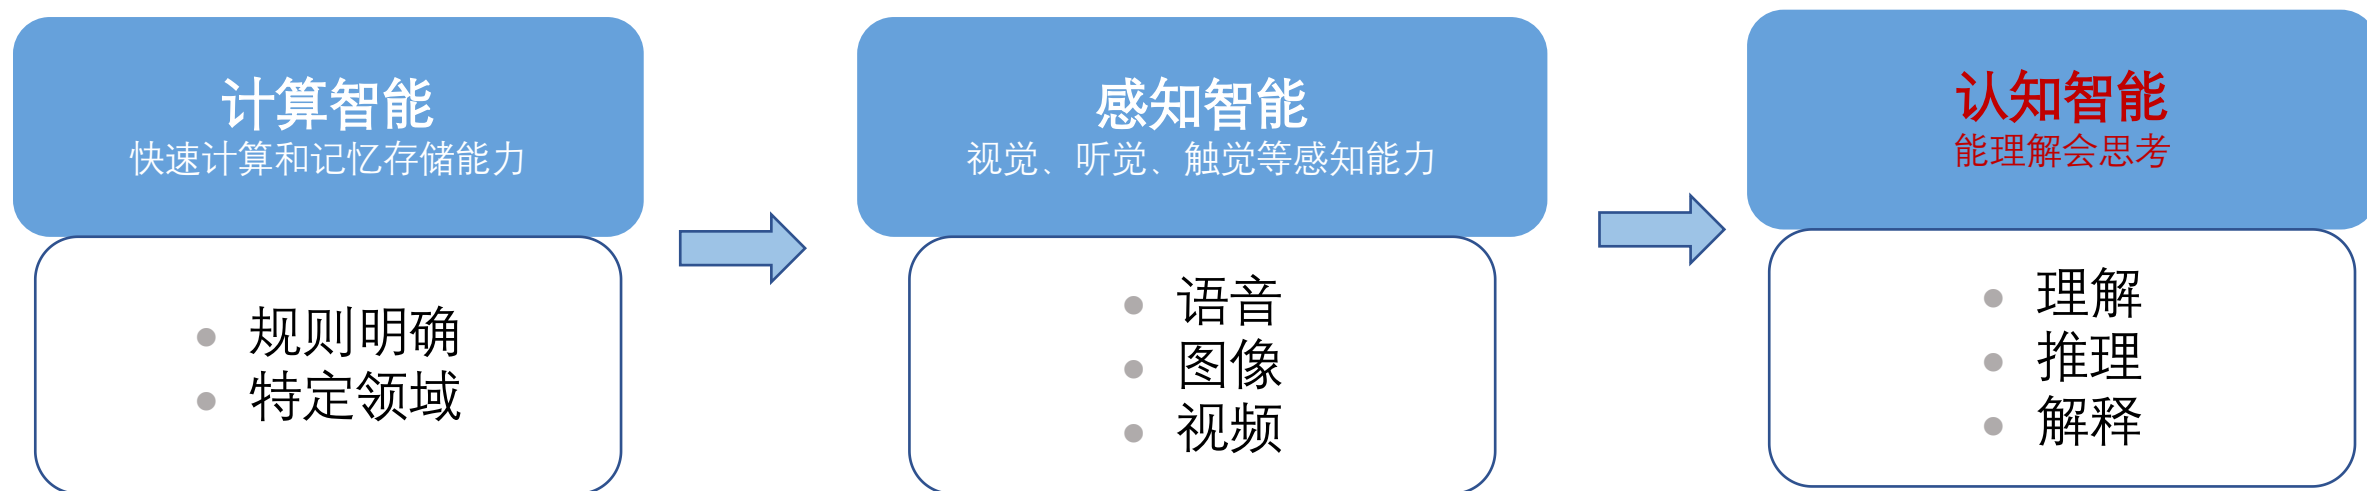 计算智能
快速计算和记忆存储能力
规则明确
特定领域
感知智能
视觉、听觉、触觉等感知能力
语音
图像
视频
认知智能
能理解会思考
理解
推理
解释